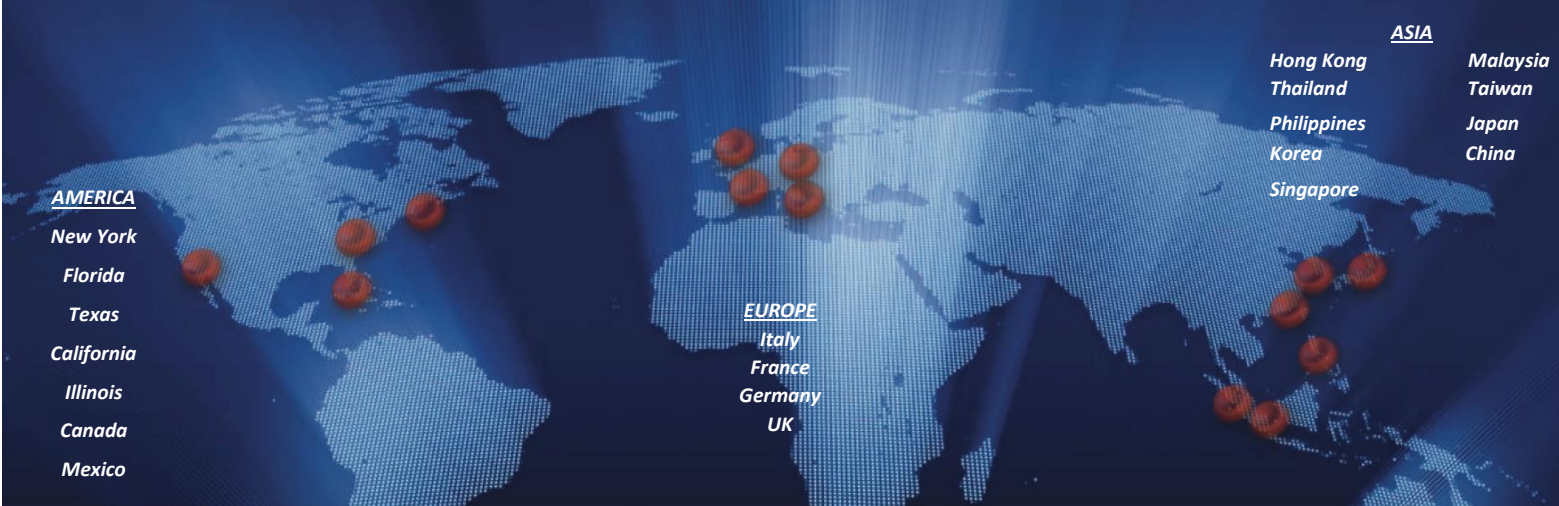 AMERICA
New York
Florida
Texas
California
Illinois
Canada
Mexico
EUROPE
Italy
France
Germany
UK
ASIA
Hong Kong Malaysia
Thailand Taiwan
Philippines Japan
Korea China
Singapore